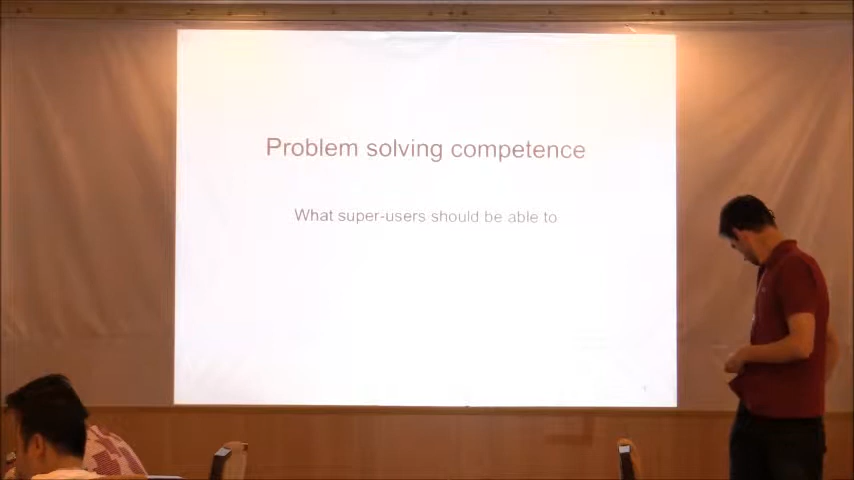 Problem solving competence
What super-users should be able to